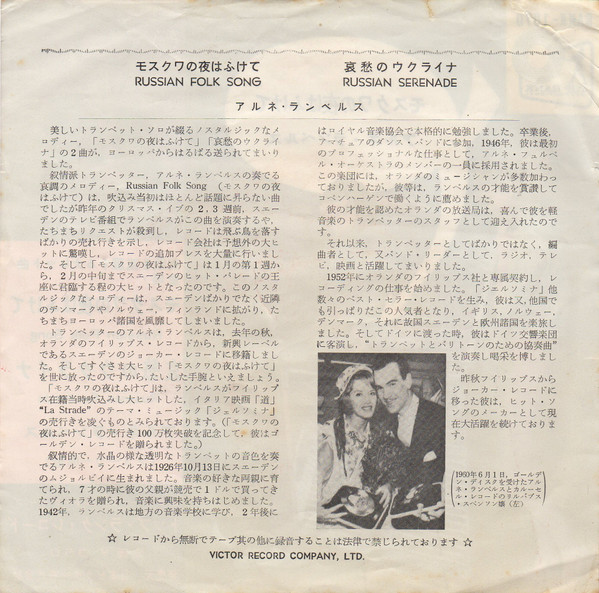 モスクワの夜はふけて
RUSSIAN FOLK SONG
哀愁のウクライナ
RUSSIAN SERENADE
アルネ・ランベルス
美しいトランペット・ソロが綴るノスタルジックなメ
ロディー、「モスクワの夜はふけて」「哀愁のウクライ
ナ」の2曲が、ヨーロッパからはるばる送られてまいり
ました。
叙情派トランペッター、アルネ・ランベルスの奏でる
哀調のメロディー、Russian Folk Song（モスクワの夜
はふけて）は、吹込み当初はほとんど話題に昇らない曲
でしたが昨年のクリスマス・イブの2,3週前、スエーデ
ンのテレビ番組でランベルスがこの曲を演奏するや、
たちまちリクエストが殺到し、レコードは飛ぶ鳥を落す
ばかりの売れ行きを示し、レコード会社は予想外の大ヒ
ットに驚嘆し、レコードの追加プレスを大量に行いまし
た。そして「モスクワの夜はふけて」は1月の第1週か
ら、2月の中旬までスエーデンのヒット・パレードの王
座に君臨する程の大ヒットとなったのです。このノスタ
ルジックなメロディーは、スエーデンばかりでなく近隣
のデンマークやノルウェー、フィンランドに拡がり、た
ちまちヨーロッパ諸国を風靡してしまいました。
トランペッターのアルネ・ランベルスは、去年の秋、
オランダのフィリップス・レコードから、新興レーベル
であるスエーデンのジョーカー・レコードに移籍しまし
た。そしてすぐさま大ヒット「モスクワの夜はふけて」
を世に放ったのですから、たいした手腕といえましょう。
「モスクワの夜はふけて」は、ランベルスがフィリップ
ス在籍当時吹込みし大ヒットした、イタリア映画「道」
“La Strade”のテーマ・ミュージック「ジェルソミナ」
の売行きを凌ぐものとみられております。（「モスクワの
夜はふけて」の売行き100万枚突破を記念して、彼はゴ
ールデン・レコードを贈られました。）
叙情的で、水晶の様な透明なトランペットの音色を奏
でるアルネ・ランベルスは1926年10月13日にスエーデン
のムジョルビイに生まれました。音楽の好きな両親に育
てられ、7才の時に彼の父親が競売で1ドルで買ってき
たヴィオラを贈られ、音楽に興味を持ちはじめました。
1942年、ランベルスは地方の音楽学校に学び、2年後に
はロイヤル音楽協会で本格的に勉強しました。卒業後、
アマチュアのダンス・バンドに参加、1946年、彼は最初
のプロフェッショナルな仕事として、アルネ・フュルベ
ル・オーケストラのメンバーの一員に採用されました。
この楽団には、オランダのミュージシャンが多数加わっ
ておりましたが、彼等は、ランベルスの才能を賞讃して
コペンハーゲンで働くように薦めました。
彼の才能を認めたオランダの放送局は、喜んで彼を軽
音楽のトランペッターのスタッフとして迎え入れたので
す。
それ以来、トランペッターとしてばかりではなく、編
曲者として、又バンド・リーダーとして、ラジオ、テレ
ビ、映画と活躍してまいりました。
1952年にオランダのフィリップス社と専属契約し、レ
コーディングの仕事を始めました。「ジェルソミナ」他
数々のベスト・セラー・レコードを生み、彼は又、他国で
も引っぱりだこの人気者となり、イギリス、ノルウェー、
デンマーク、それに故国スエーデンと欧州諸国を楽旅し
ました。そしてドイツに渡った時、彼はドイツ交響楽団
に客演し、“トランペットとバリトーンのための協奏曲”
を演奏し喝采を博しまし
た。
昨秋フィリップスから
ジョーカー・レコードに
移った彼は、ヒット・ソン
グのメーカーとして現
在大活躍を続けておりま
す。
1960年6月1日、ゴールデ
ン・ディスクを受けたアル
ネ・ランベルスとカルーセ
ル・レコードのリルバブス
・スベンソン嬢（左）
☆ レコードから無断でテープ其の他に録音することは法律で禁じられております ☆
VICTOR RECORD COMPANY, LTD.